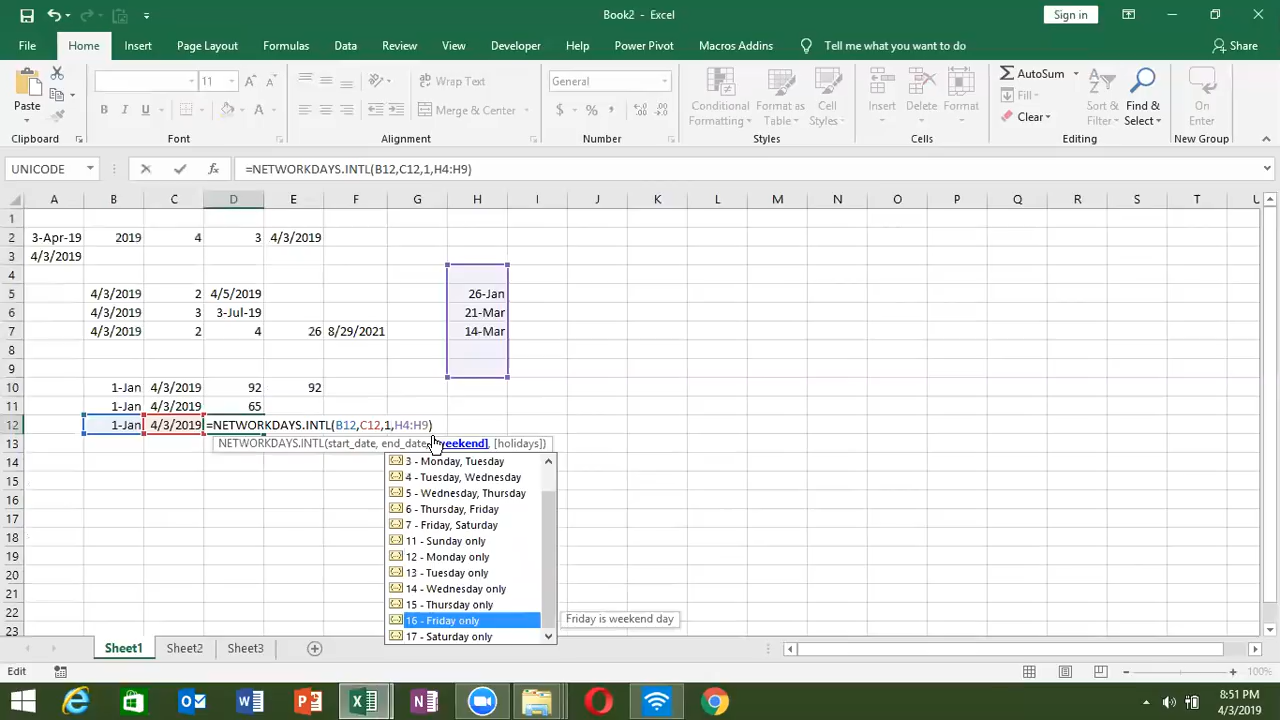 Book2 - Excel
Sign in
File Home Insert Page Layout Formulas Data Review View Developer Help Power Pivot Macros Addins Tell me what you want to do Share
Paste
11
A A
Wrap Text
General
B I U
A
Merge & Center
$ % ,
Conditional Formatting
Format as Table
Cell Styles
Insert
Delete
Format
AutoSum
Fill
Clear
Sort & Filter
Find & Select
On Enter
Clipboard Font Alignment Number Styles Cells Editing New Group
UNICODE fx =NETWORKDAYS.INTL(B12,C12,1,H4:H9)
A B C D E F G H I J K L M N O P Q R S T U
1
2 3-Apr-19 2019 4 3 4/3/2019
3 4/3/2019
4
5 4/3/2019 2 4/5/2019 26-Jan
6 4/3/2019 3 3-Jul-19 21-Mar
7 4/3/2019 2 4 26 8/29/2021 14-Mar
8
9
10 1-Jan 4/3/2019 92 92
11 1-Jan 4/3/2019 65
12 1-Jan 4/3/2019 =NETWORKDAYS.INTL(B12,C12,1,H4:H9)
13 NETWORKDAYS.INTL(start_date, end_date, [weekend], [holidays])
3 - Monday, Tuesday
14 4 - Tuesday, Wednesday
15 5 - Wednesday, Thursday
16 6 - Thursday, Friday
17 7 - Friday, Saturday
18 11 - Sunday only
19 12 - Monday only
20 13 - Tuesday only
21 14 - Wednesday only
15 - Thursday only
22 16 - Friday only Friday is weekend day
23 17 - Saturday only
Sheet1 Sheet2 Sheet3
Edit 100%
8:51 PM
4/3/2019